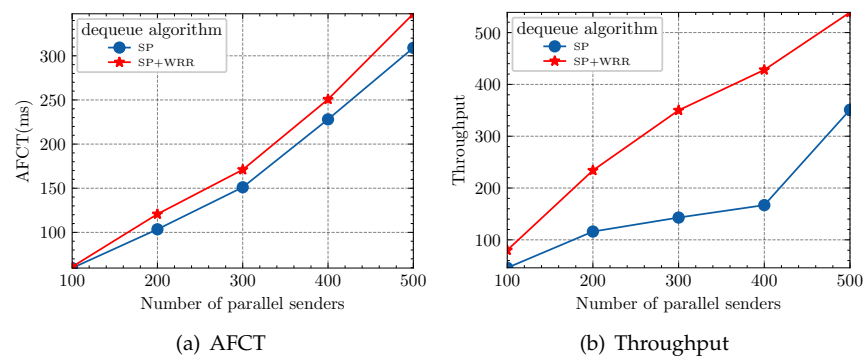 dequeue algorithm
SP
SP+WRR
AFCT(ms)
350
300
250
200
150
100
100 200 300 400 500
Number of parallel senders
(a) AFCT
dequeue algorithm
SP
SP+WRR
Throughput
500
400
300
200
100
100 200 300 400 500
Number of parallel senders
(b) Throughput